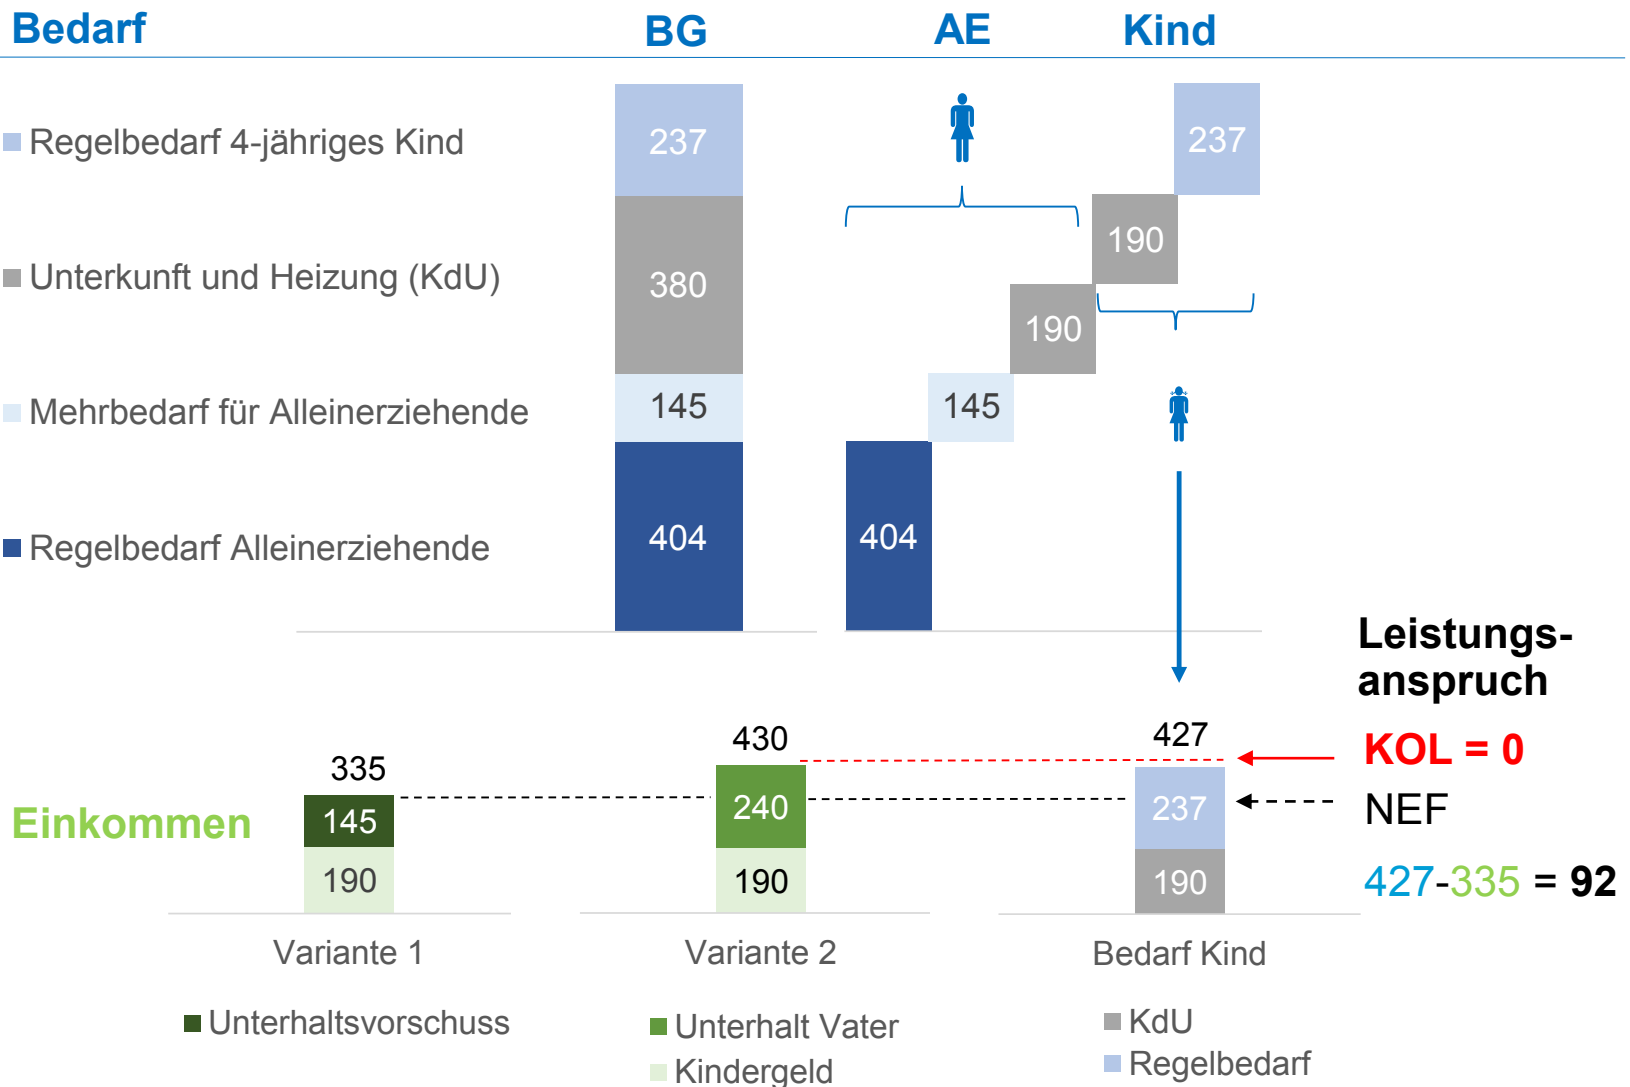 Bedarf BG AE Kind
Regelbedarf 4-jähriges Kind 237 237
Unterkunft und Heizung (KdU) 380 190 190
Mehrbedarf für Alleinerziehende 145 145
Regelbedarf Alleinerziehende 404 404
Leistungs-
anspruch
335 430 427 KOL = 0
Einkommen 145 240 237 NEF
190 190 190 427-335 = 92
Variante 1 Variante 2 Bedarf Kind
Unterhaltsvorschuss Unterhalt Vater KdU
Kindergeld Regelbedarf